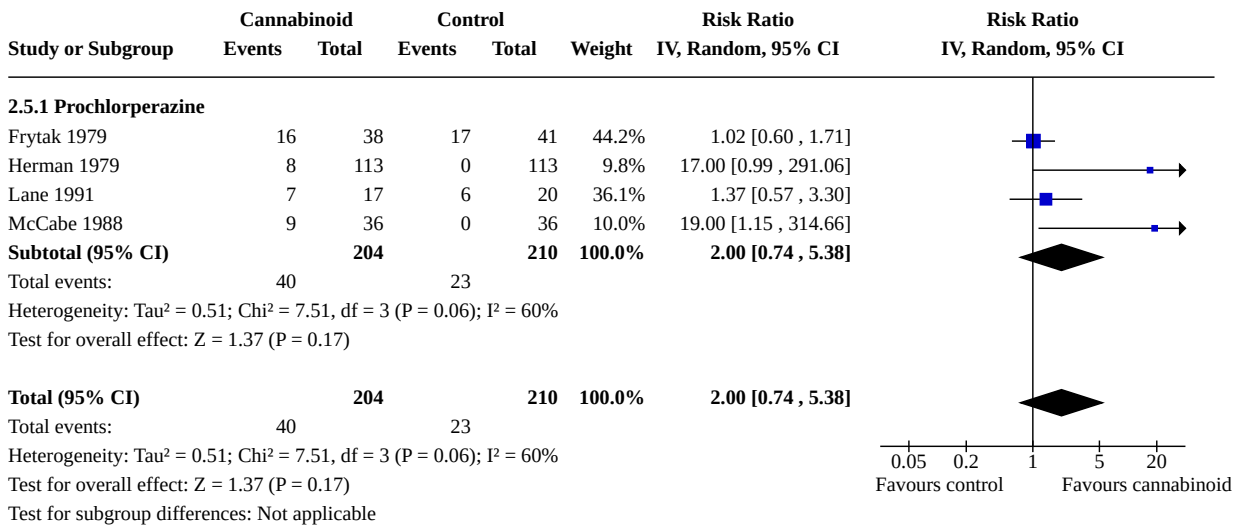 Cannabinoid Control Risk Ratio Risk Ratio
Study or Subgroup Events Total Events Total Weight IV, Random, 95% CI IV, Random, 95% CI
2.5.1 Prochlorperazine
Frytak 1979 16 38 17 41 44.2% 1.02 [0.60 , 1.71]
Herman 1979 8 113 0 113 9.8% 17.00 [0.99 , 291.06]
Lane 1991 7 17 6 20 36.1% 1.37 [0.57 , 3.30]
McCabe 1988 9 36 0 36 10.0% 19.00 [1.15 , 314.66]
Subtotal (95% CI) 204 210 100.0% 2.00 [0.74 , 5.38]
Total events: 40 23
Heterogeneity: Tau² = 0.51; Chi² = 7.51, df = 3 (P = 0.06); I² = 60%
Test for overall effect: Z = 1.37 (P = 0.17)
Total (95% CI) 204 210 100.0% 2.00 [0.74 , 5.38]
Total events: 40 23
Heterogeneity: Tau² = 0.51; Chi² = 7.51, df = 3 (P = 0.06); I² = 60%
0.05 0.2 1 5 20
Test for overall effect: Z = 1.37 (P = 0.17)
Favours control Favours cannabinoid
Test for subgroup differences: Not applicable